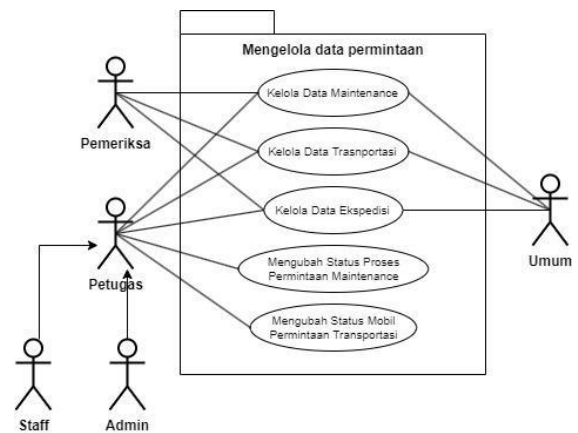 Mengelola data permintaan
Kelola Data Maintenance
Pemeriksa
Kelola Data Trasnportasi
Kelola Data Ekspedisi
Petugas
Umum
Mengubah Status Proses
Permintaan Maintenance
Mengubah Status Mobil
Permintaan Transportasi
Staff
Admin